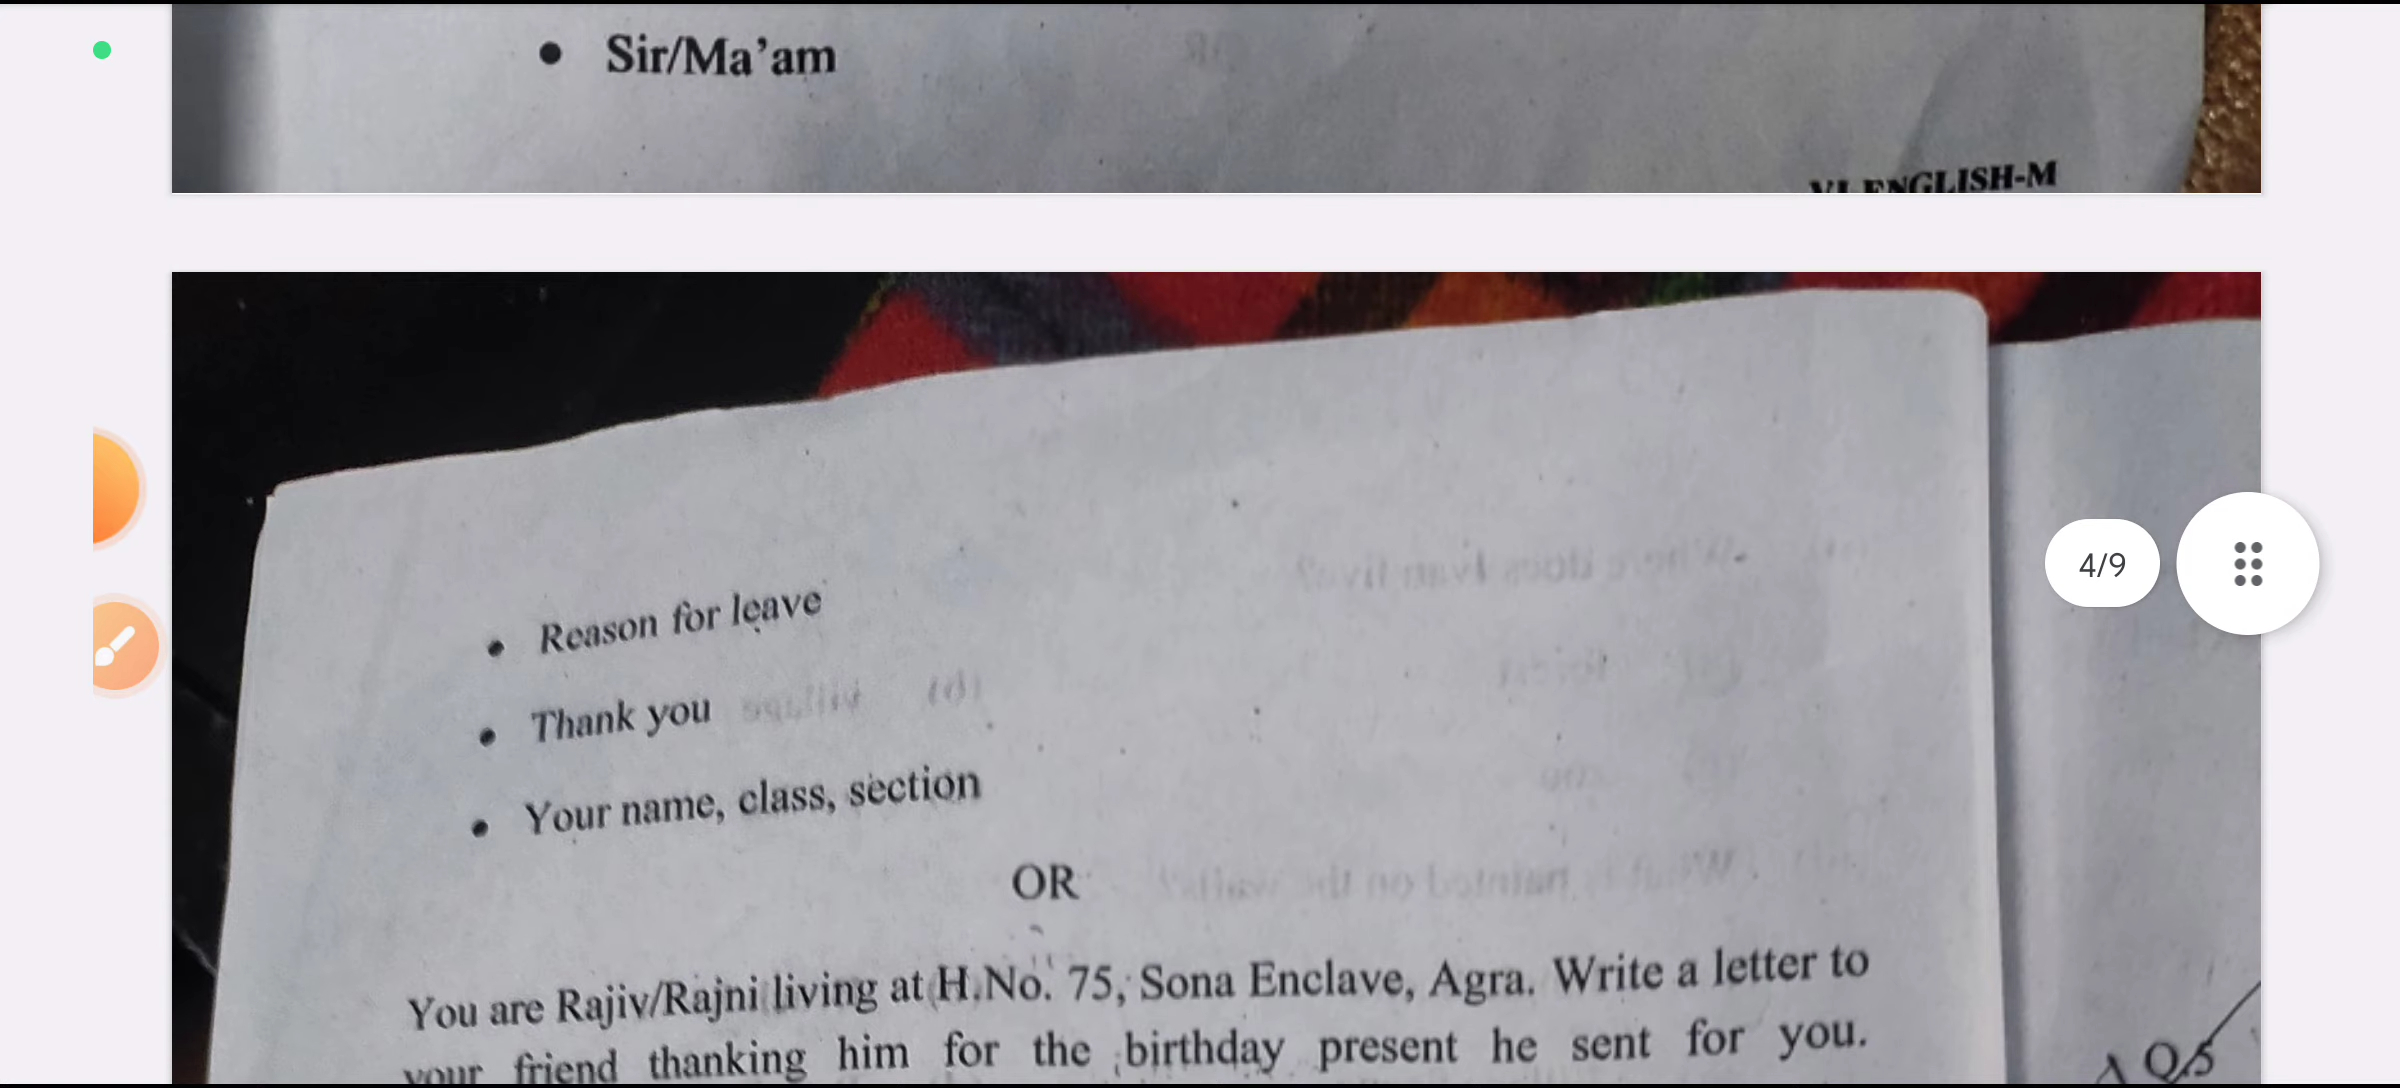 • Sir/Ma'am
VI ENGLISH-M
• Reason for leave
• Thank you
• Your name, class, section
OR
You are Rajiv/Rajni living at H.No. 75, Sona Enclave, Agra. Write a letter to
your friend thanking him for the birthday present he sent for you.
4/9